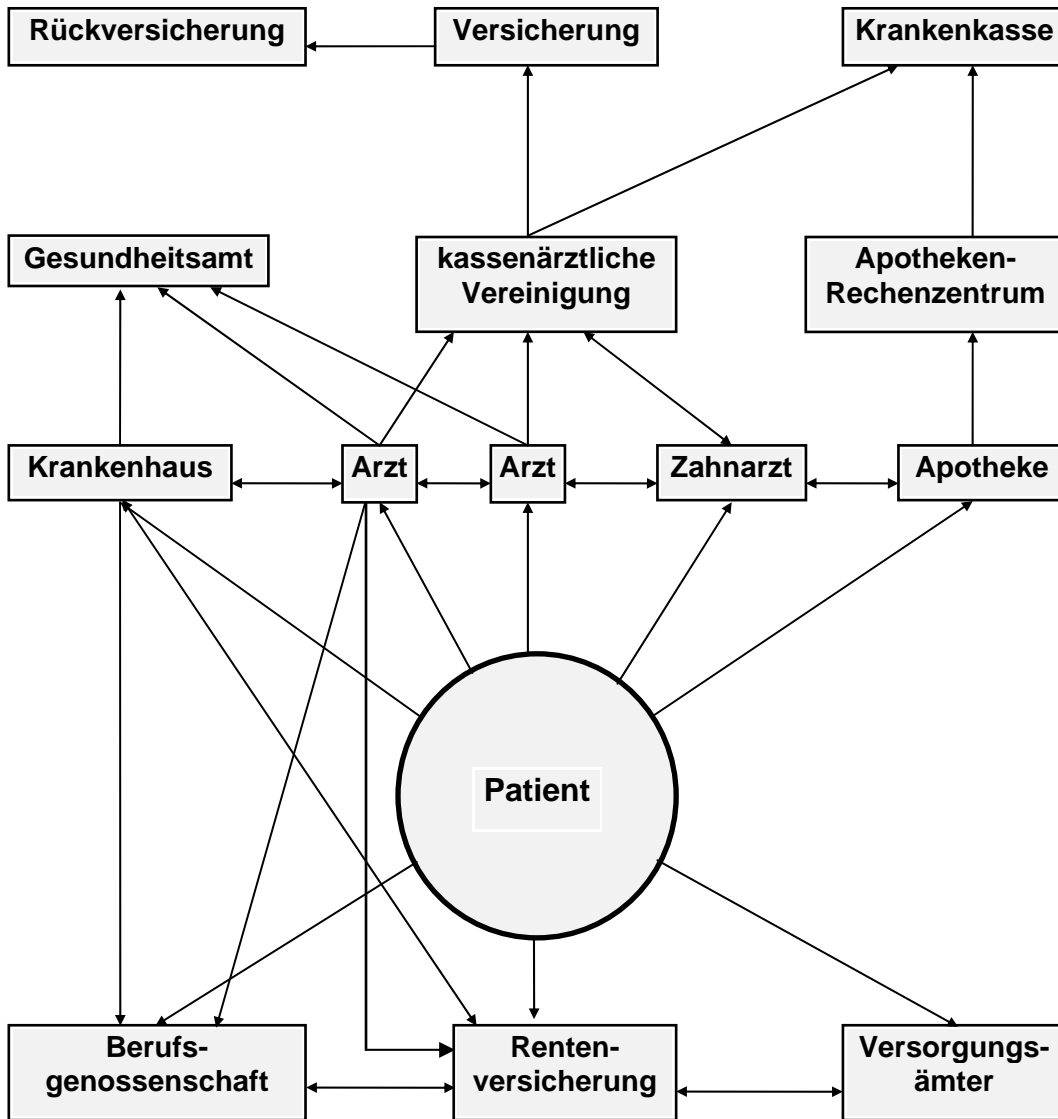 Rückversicherung
Versicherung
Krankenkasse
Gesundheitsamt
kassenärztliche
Vereinigung
Apotheken-
Rechenzentrum
Krankenhaus
Arzt
Arzt
Zahnarzt
Apotheke
Patient
Berufs-
genossenschaft
Renten-
versicherung
Versorgungs-
ämter